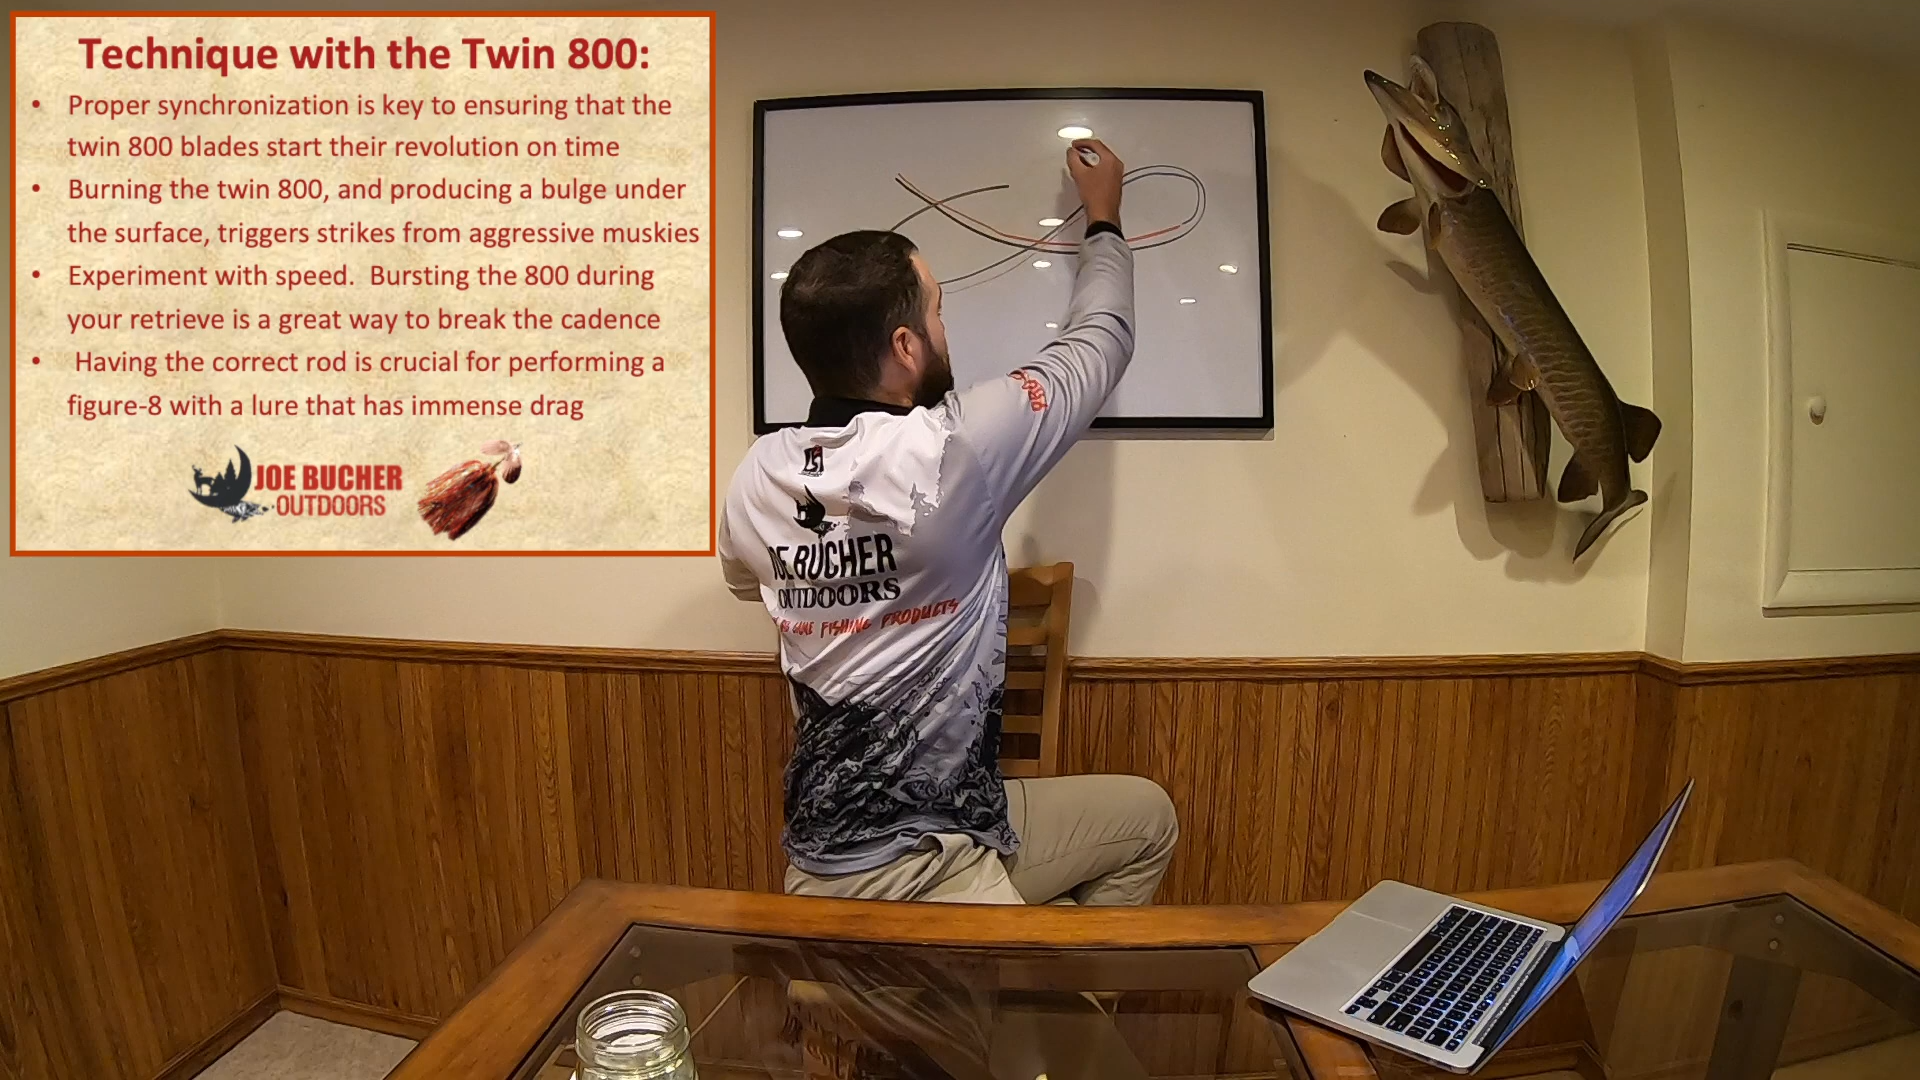 Technique with the Twin 800:
• Proper synchronization is key to ensuring that the
twin 800 blades start their revolution on time
• Burning the twin 800, and producing a bulge under
the surface, triggers strikes from aggressive muskies
• Experiment with speed.  Bursting the 800 during
your retrieve is a great way to break the cadence
• Having the correct rod is crucial for performing a
figure-8 with a lure that has immense drag
JOE BUCHER
OUTDOORS
BUCHER
OUTDOORS
GAME FISHING PRODUCTS